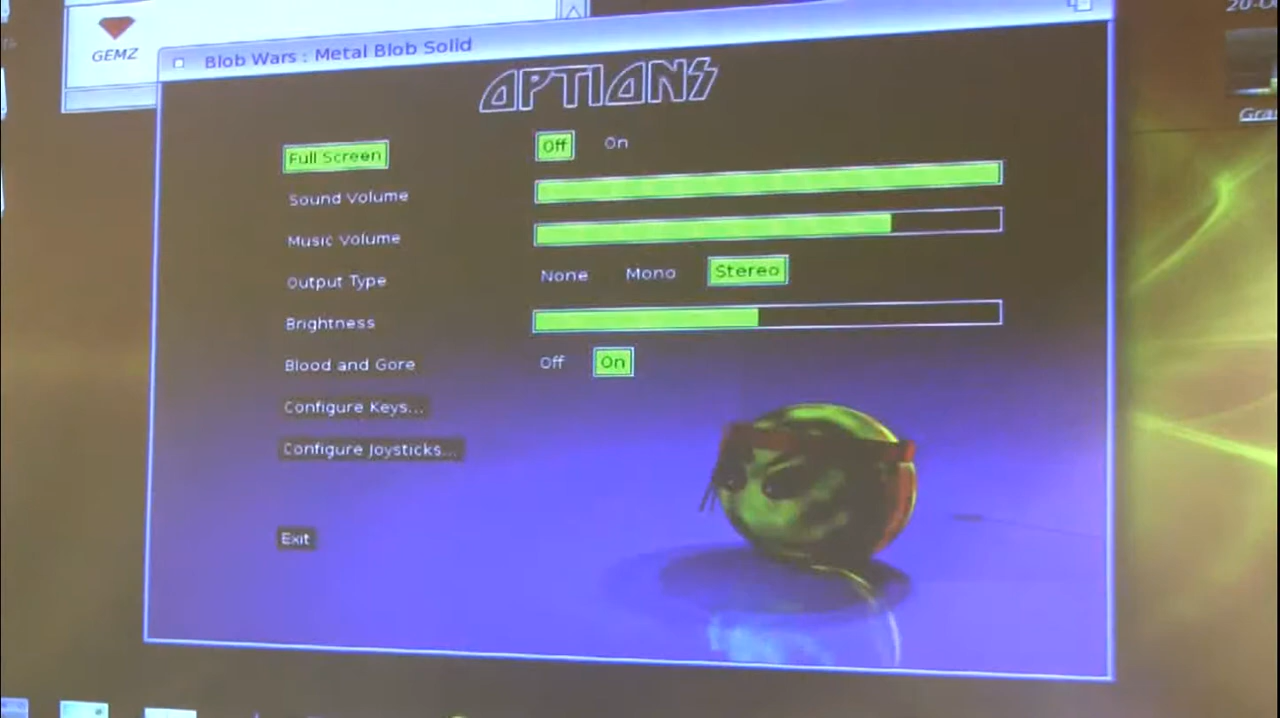 GEMZ
Blob Wars : Metal Blob Solid
OPTIONS
Full Screen Off On
Sound Volume
Music Volume
Output Type None Mono Stereo
Brightness
Blood and Gore Off On
Configure Keys...
Configure Joysticks...
Exit